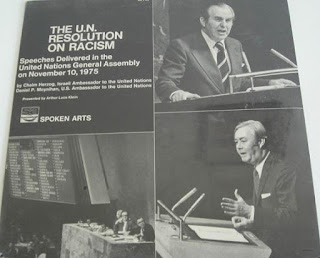 THE U.N.
RESOLUTION
ON RACISM
Speeches Delivered in the
United Nations General Assembly
on November 10, 1975
by Chaim Herzog, Israeli Ambassador to the United Nations
Daniel P. Moynihan, U.S. Ambassador to the United Nations
Presented by Arthur Luce Klein
SPOKEN ARTS